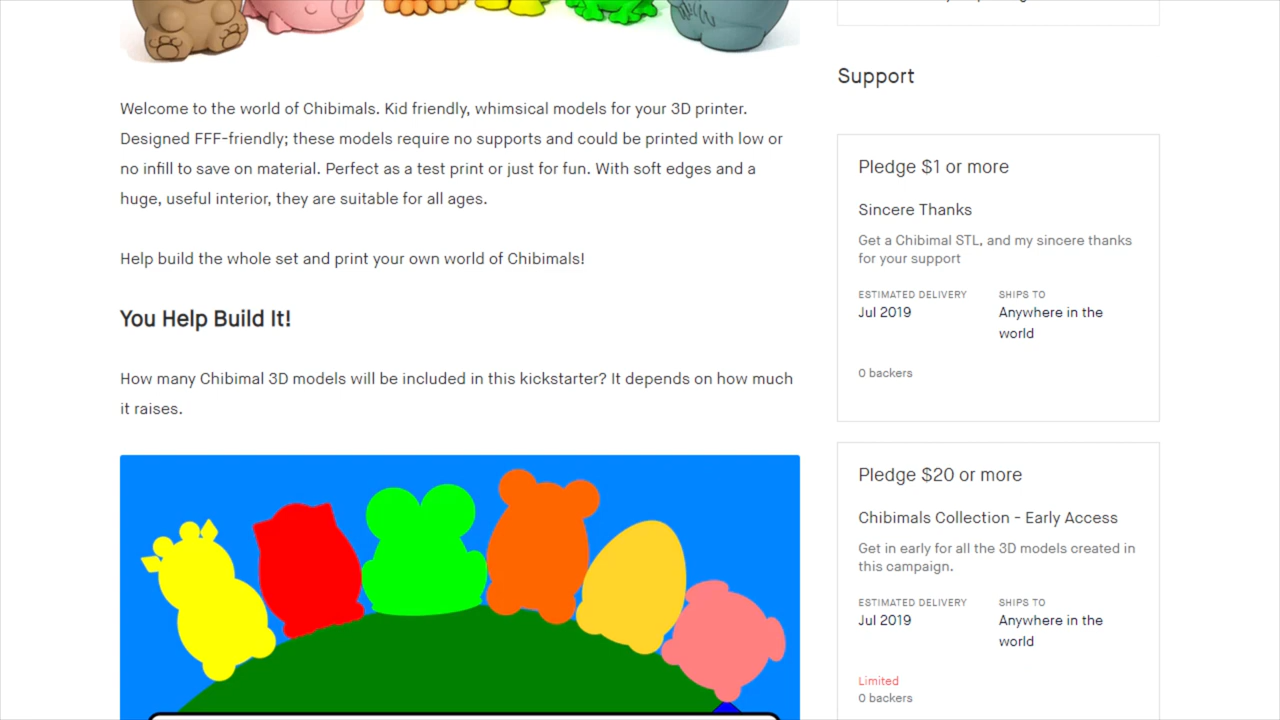 Welcome to the world of Chibimals. Kid friendly, whimsical models for your 3D printer.
Designed FFF-friendly; these models require no supports and could be printed with low or
no infill to save on material. Perfect as a test print or just for fun. With soft edges and a
huge, useful interior, they are suitable for all ages.
Help build the whole set and print your own world of Chibimals!
You Help Build It!
How many Chibimal 3D models will be included in this kickstarter? It depends on how much
it raises.
Support
Pledge $1 or more
Sincere Thanks
Get a Chibimal STL, and my sincere thanks
for your support
ESTIMATED DELIVERY
Jul 2019
SHIPS TO
Anywhere in the
world
0 backers
Pledge $20 or more
Chibimals Collection - Early Access
Get in early for all the 3D models created in
this campaign.
ESTIMATED DELIVERY
Jul 2019
SHIPS TO
Anywhere in the
world
Limited
0 backers